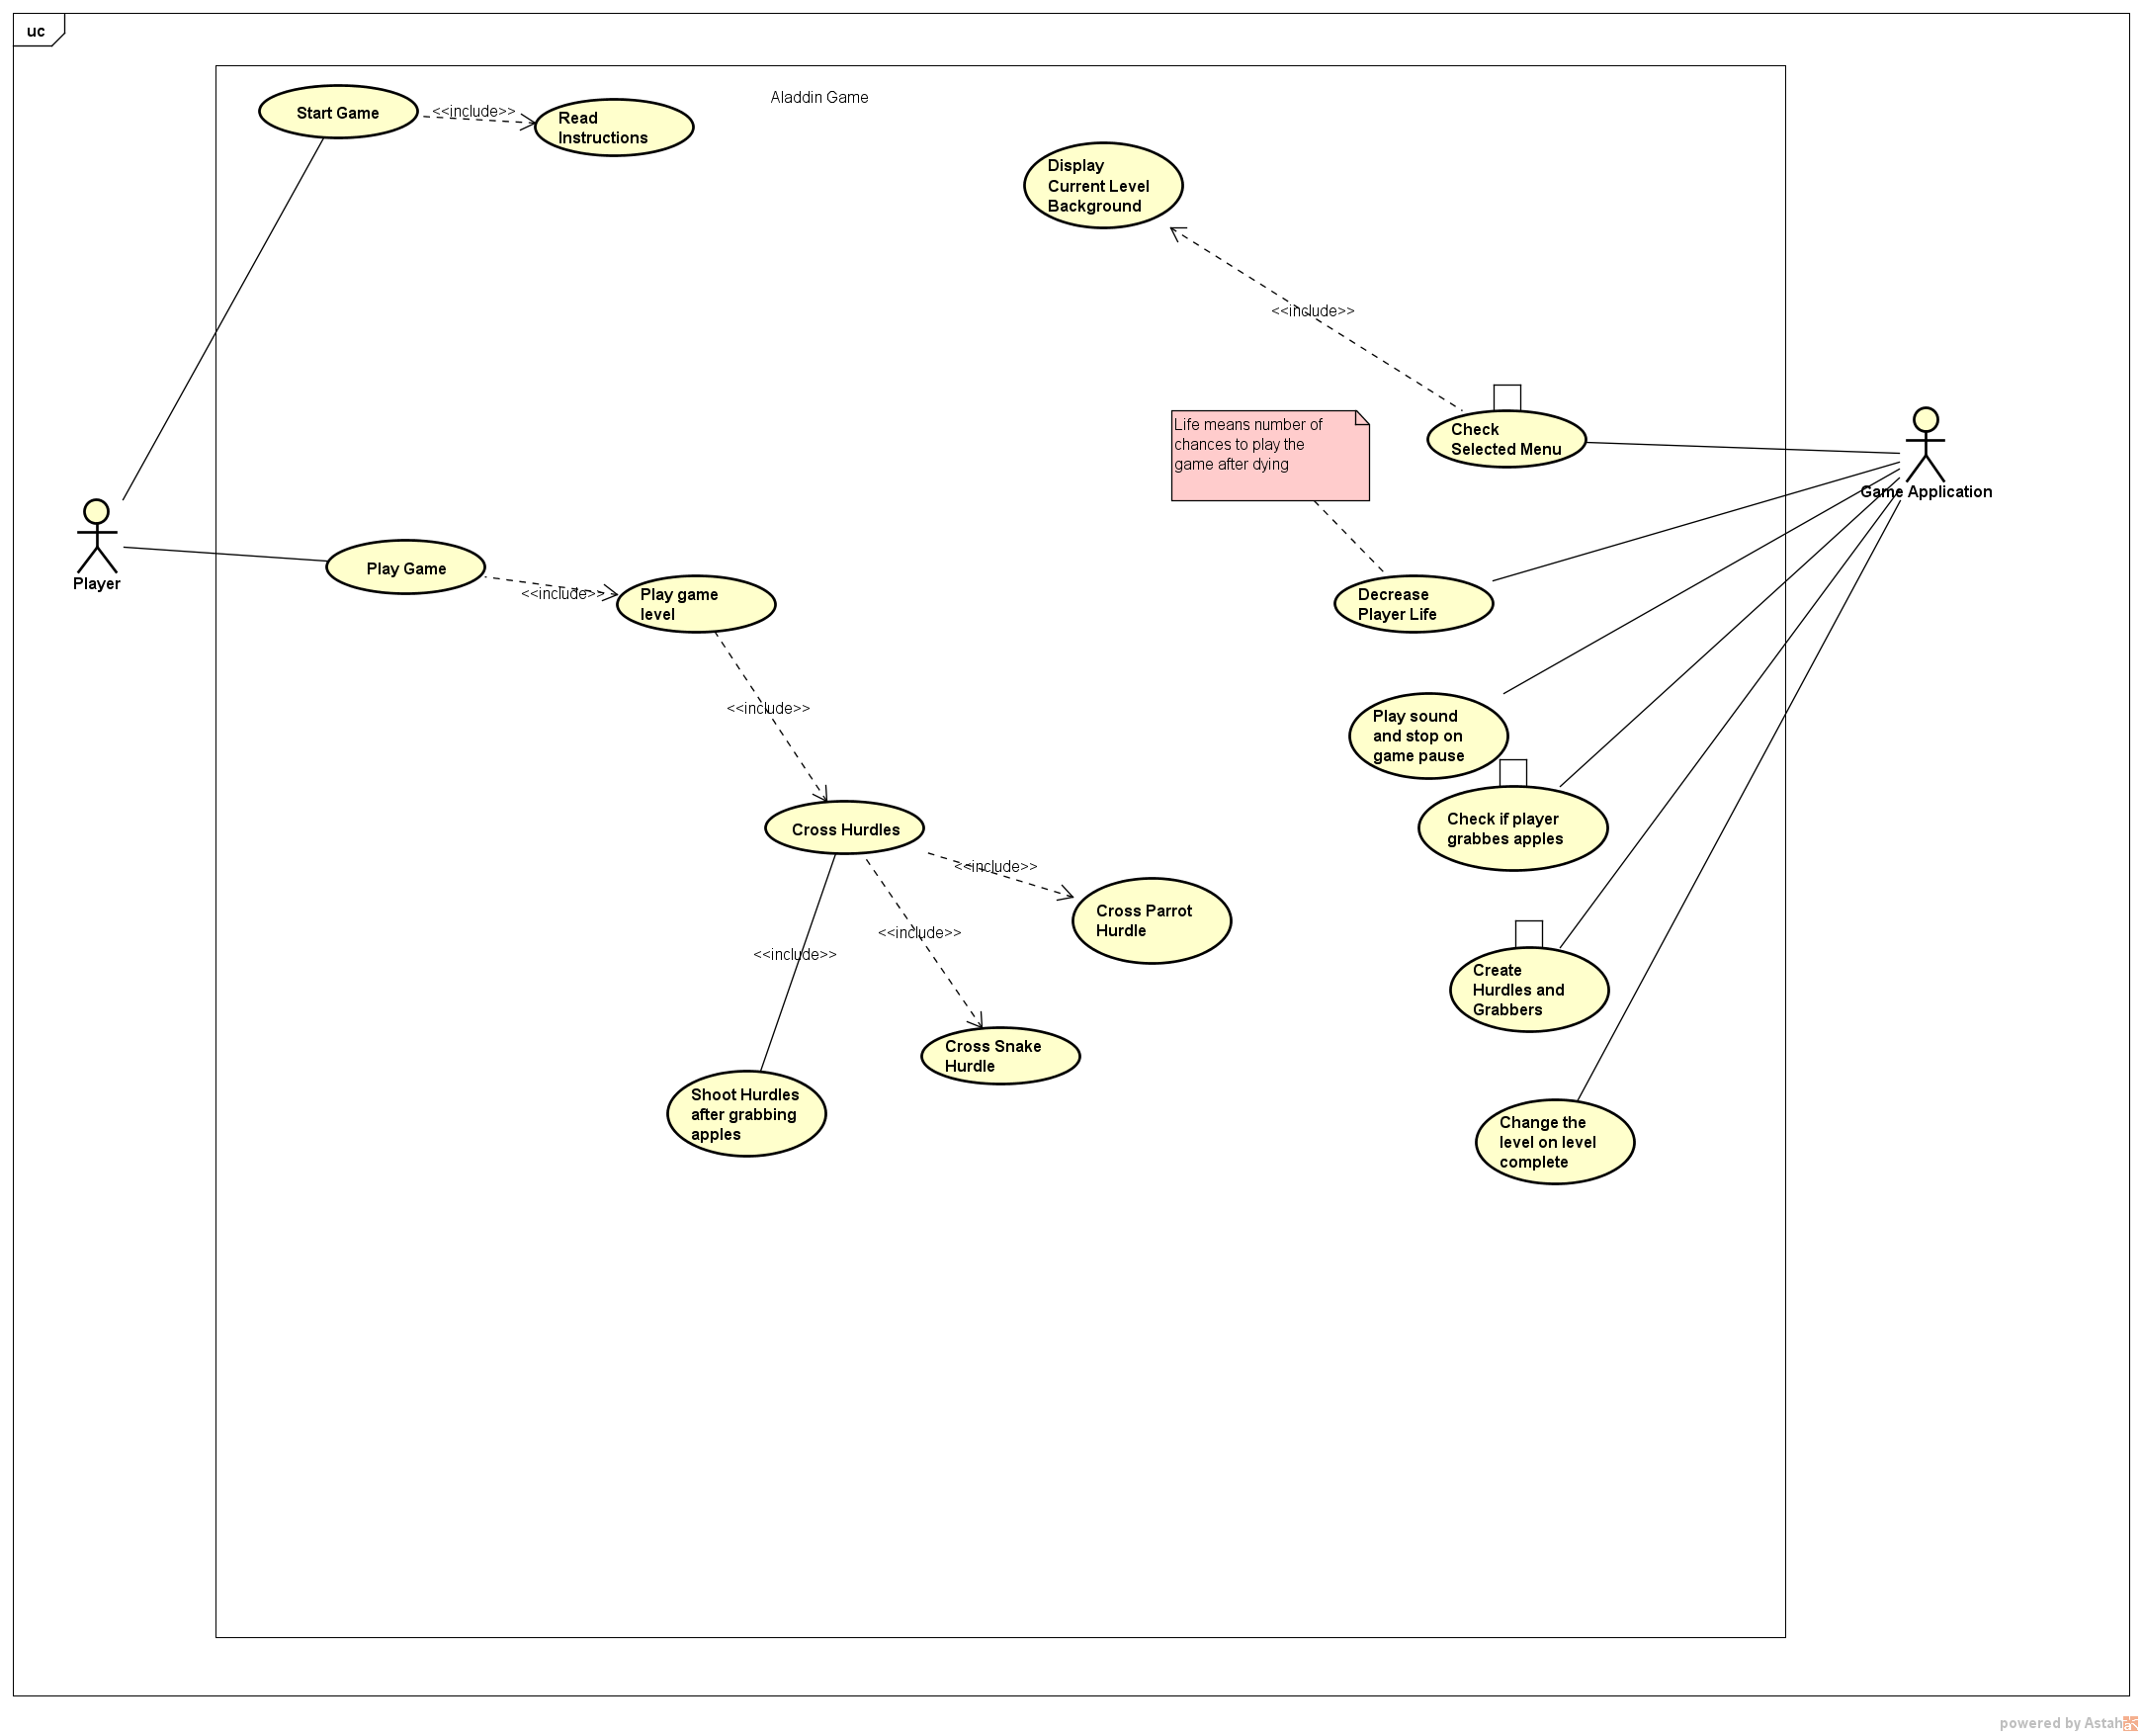 uc
Aladdin Game
Start Game
<<include>>
Read
Instructions
Display
Current Level
Background
<<include>>
Life means number of
chances to play the
game after dying
Check
Selected Menu
Game Application
Player
Play Game
<<include>>
Play game
level
Decrease
Player Life
<<include>>
Play sound
and stop on
game pause
Cross Hurdles
Check if player
grabbes apples
<<include>>
Cross Parrot
Hurdle
<<include>>
<<include>>
Create
Hurdles and
Grabbers
Cross Snake
Hurdle
Shoot Hurdles
after grabbing
apples
Change the
level on level
complete
powered by Astah